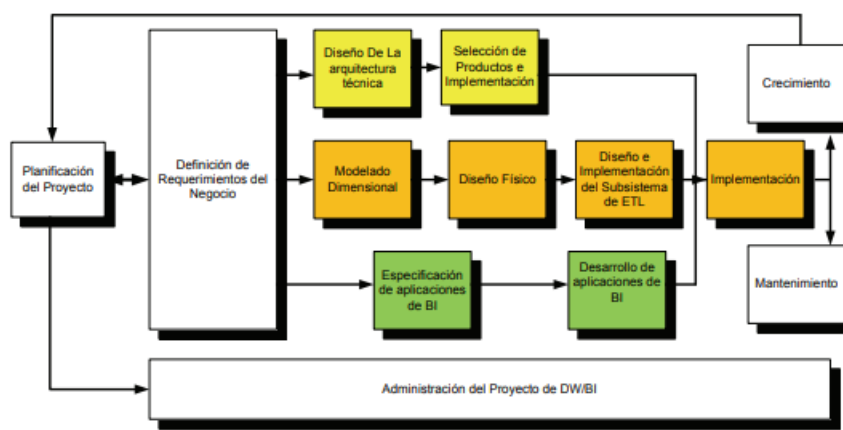 Diseño De La
arquitectura
técnica
Selección de
Productos e
Implementación
Crecimiento
Planificación
del Proyecto
Definición de
Requerimientos del
Negocio
Modelado
Dimensional
Diseño Físico
Diseño e
Implementación
del Subsistema
de ETL
Implementación
Especificación
de aplicaciones
de BI
Desarrollo de
aplicaciones de
BI
Mantenimiento
Administración del Proyecto de DW/BI